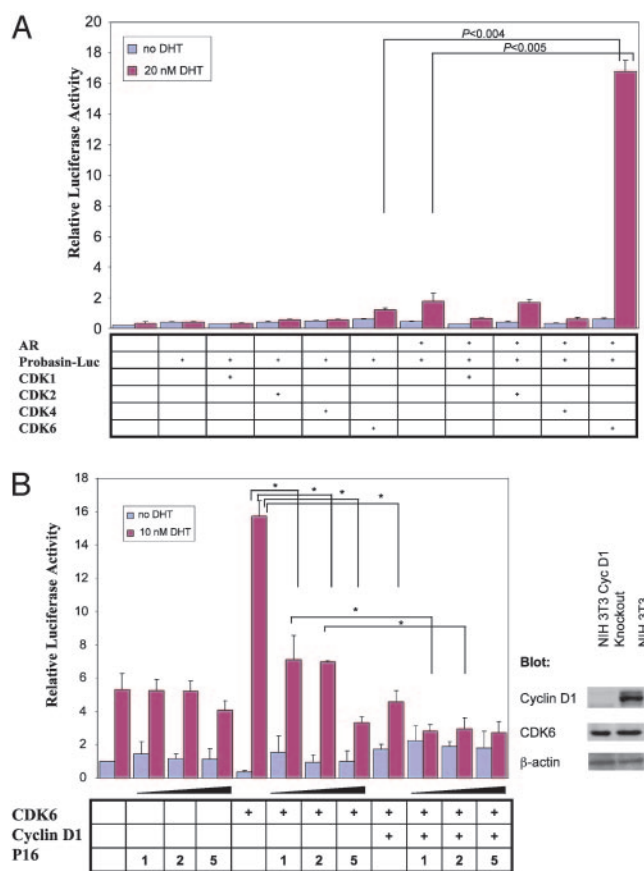 A
Relative Luciferase Activity
20
18
16
14
12
10
8
6
4
2
0
no DHT
20 nM DHT
P<0.004
P<0.005
AR + + + + +
Probasin-Luc + + + + + + + + + +
CDK1 + +
CDK2 + +
CDK4 + +
CDK6 + +
B
Relative Luciferase Activity
18
16
14
12
10
8
6
4
2
0
no DHT
10 nM DHT
* * * *
*
*
CDK6 + + + + + + + +
Cyclin D1 + + + +
P16 1 2 5 1 2 5 1 2 5
NIH 3T3 Cyc D1
Knockout
NIH 3T3
Blot:
Cyclin D1
CDK6
β-actin